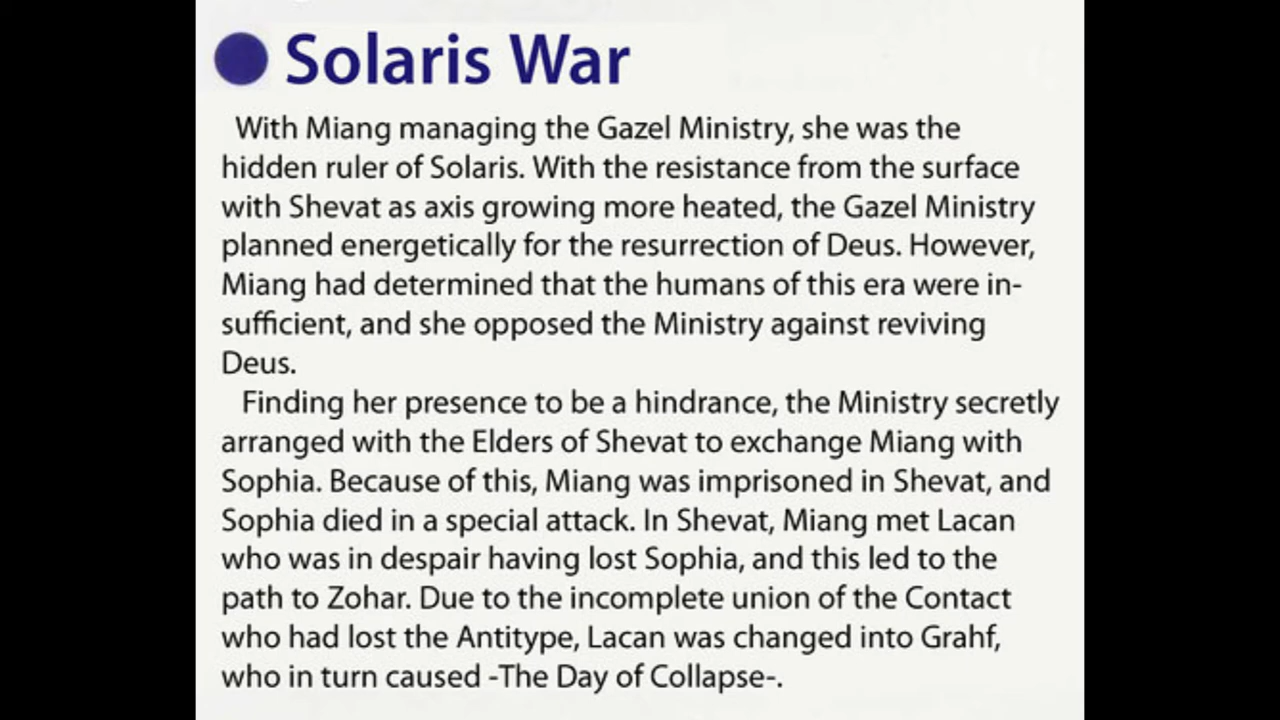 Solaris War
With Miang managing the Gazel Ministry, she was the
hidden ruler of Solaris. With the resistance from the surface
with Shevat as axis growing more heated, the Gazel Ministry
planned energetically for the resurrection of Deus. However,
Miang had determined that the humans of this era were in-
sufficient, and she opposed the Ministry against reviving
Deus.
Finding her presence to be a hindrance, the Ministry secretly
arranged with the Elders of Shevat to exchange Miang with
Sophia. Because of this, Miang was imprisoned in Shevat, and
Sophia died in a special attack. In Shevat, Miang met Lacan
who was in despair having lost Sophia, and this led to the
path to Zohar. Due to the incomplete union of the Contact
who had lost the Antitype, Lacan was changed into Grahf,
who in turn caused -The Day of Collapse-.